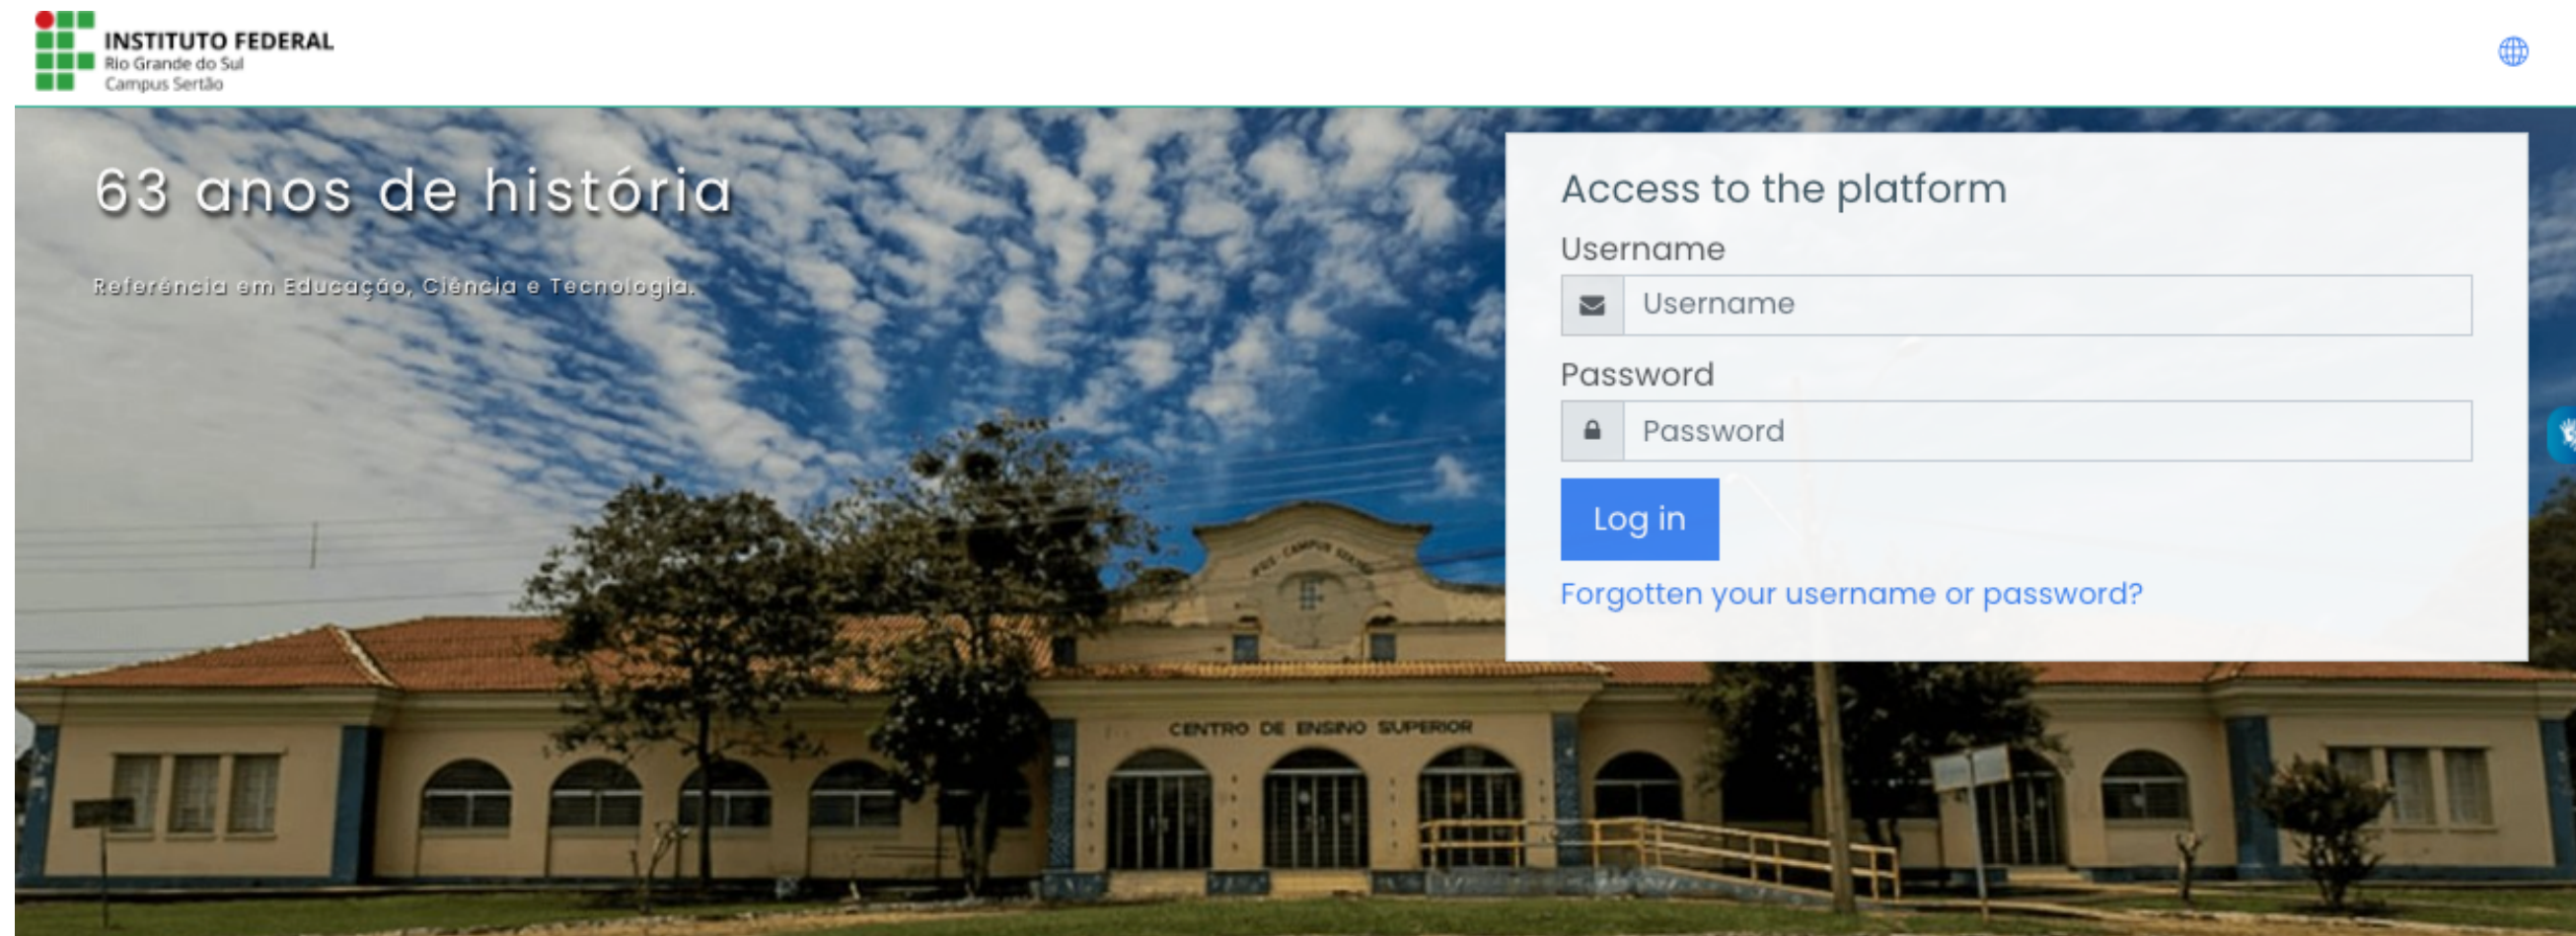 INSTITUTO FEDERAL
Rio Grande do Sul
Campus Sertão
63 anos de história
Referência em Educação, Ciência e Tecnologia.
Access to the platform
Username
Username
Password
Password
Log in
Forgotten your username or password?
CAMPUS
CENTRO DE ENSINO SUPERIOR